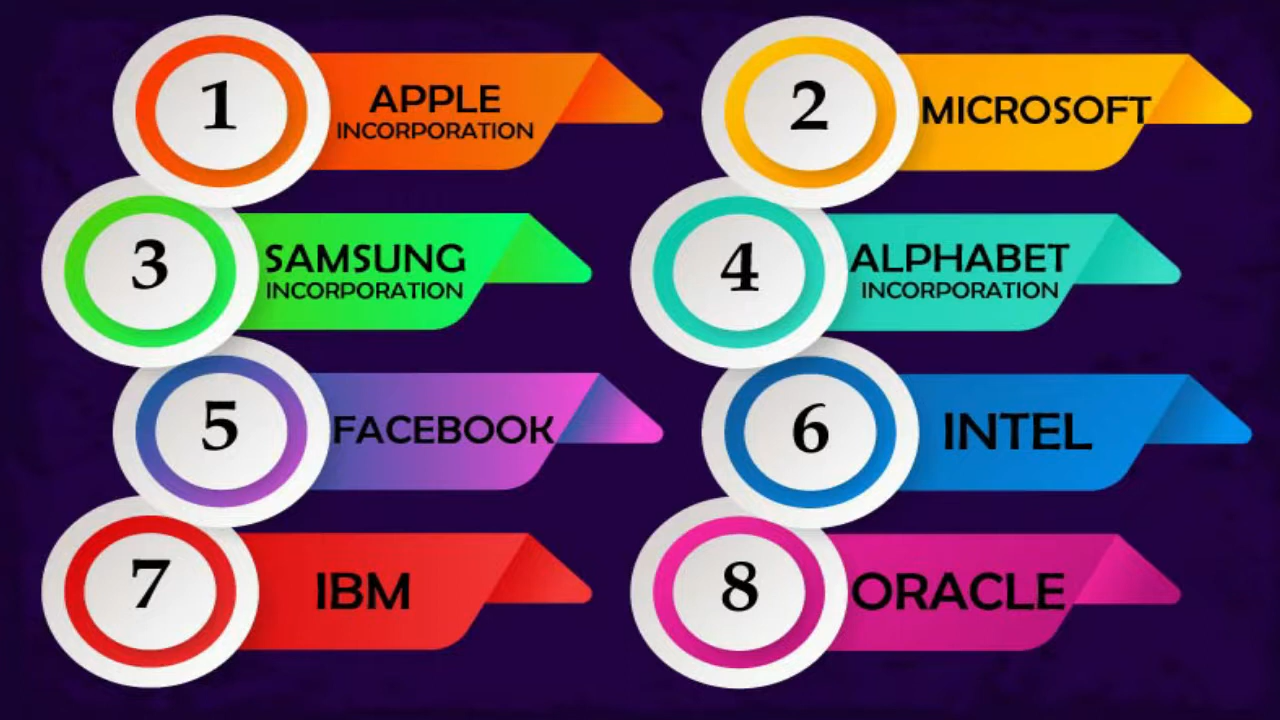 1
APPLE
INCORPORATION
2
MICROSOFT
3
SAMSUNG
INCORPORATION
4
ALPHABET
INCORPORATION
5
FACEBOOK
6
INTEL
7
IBM
8
ORACLE